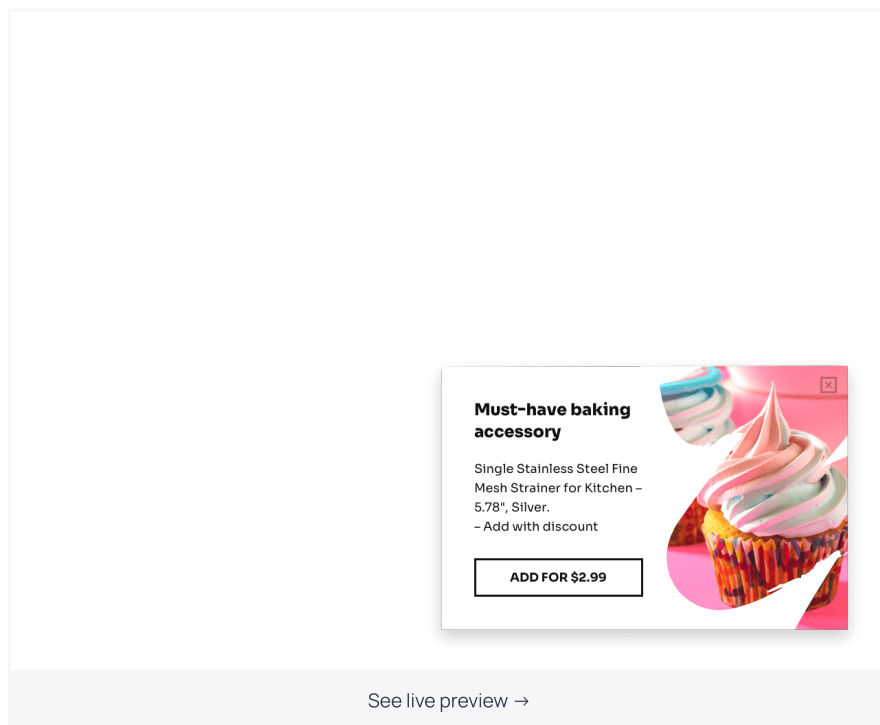 Must-have baking
accessory
Single Stainless Steel Fine
Mesh Strainer for Kitchen –
5.78", Silver.
– Add with discount
ADD FOR $2.99
See live preview →